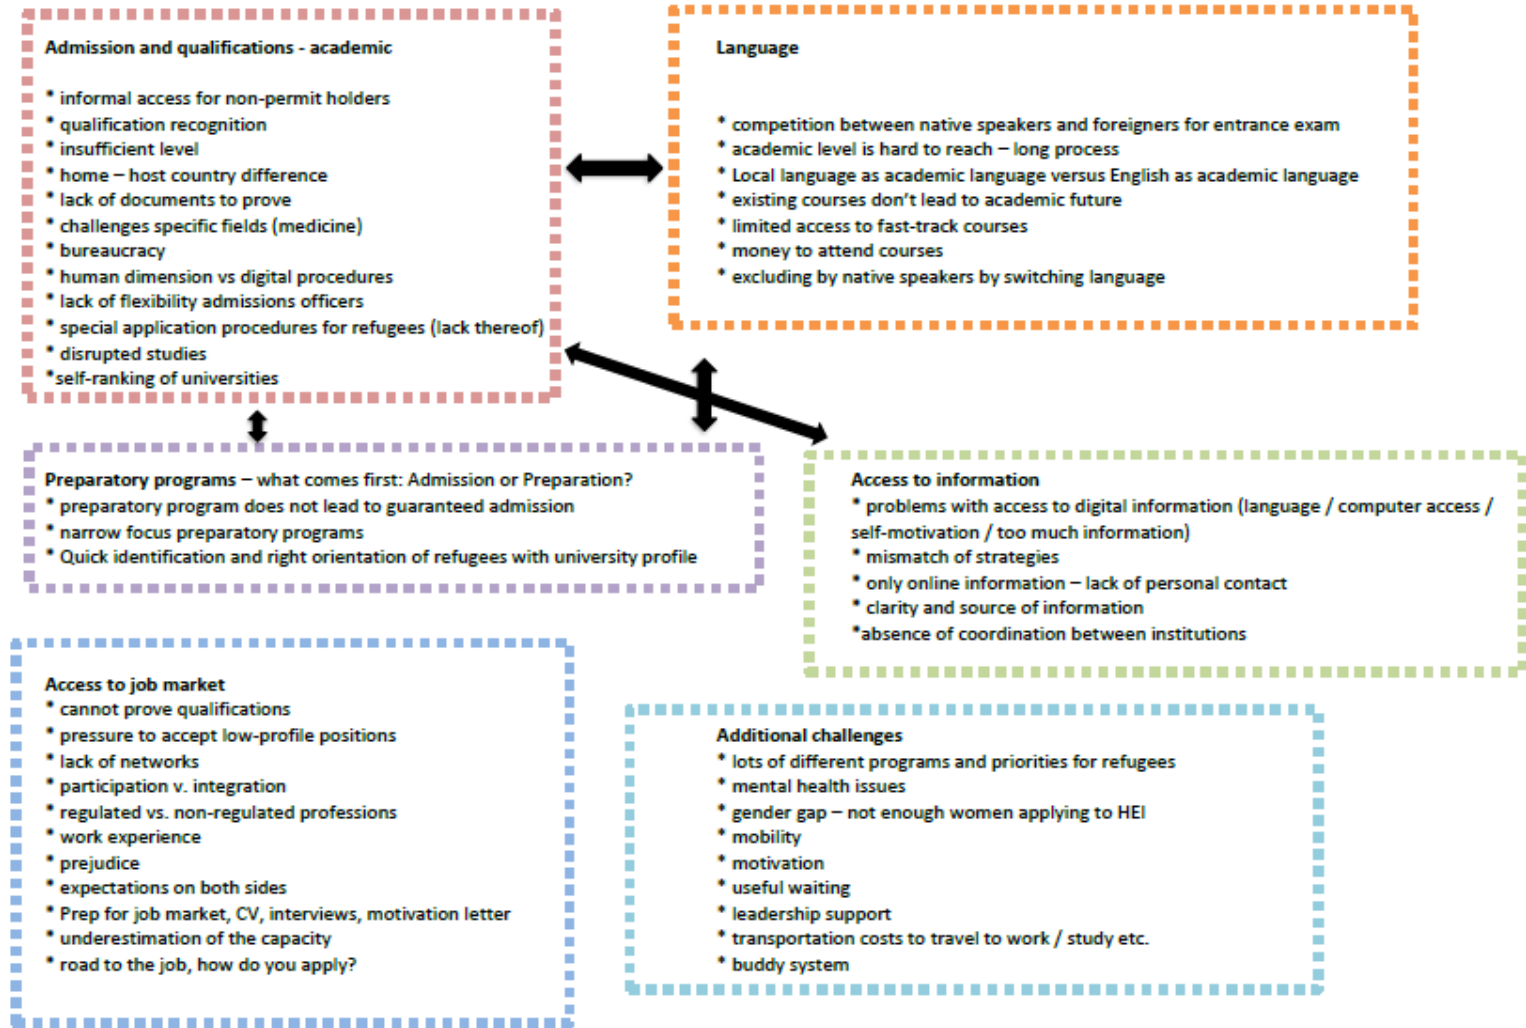 Admission and qualifications - academic
* informal access for non-permit holders
* qualification recognition
* insufficient level
* home – host country difference
* lack of documents to prove
* challenges specific fields (medicine)
* bureaucracy
* human dimension vs digital procedures
* lack of flexibility admissions officers
* special application procedures for refugees (lack thereof)
* disrupted studies
*self-ranking of universities
Language
* competition between native speakers and foreigners for entrance exam
* academic level is hard to reach – long process
* Local language as academic language versus English as academic language
* existing courses don't lead to academic future
* limited access to fast-track courses
* money to attend courses
* excluding by native speakers by switching language
Preparatory programs – what comes first: Admission or Preparation?
* preparatory program does not lead to guaranteed admission
* narrow focus preparatory programs
* Quick identification and right orientation of refugees with university profile
Access to information
* problems with access to digital information (language / computer access /
self-motivation / too much information)
* mismatch of strategies
* only online information – lack of personal contact
* clarity and source of information
*absence of coordination between institutions
Access to job market
* cannot prove qualifications
* pressure to accept low-profile positions
* lack of networks
* participation v. integration
* regulated vs. non-regulated professions
* work experience
* prejudice
* expectations on both sides
* Prep for job market, CV, interviews, motivation letter
* underestimation of the capacity
* road to the job, how do you apply?
Additional challenges
* lots of different programs and priorities for refugees
* mental health issues
* gender gap – not enough women applying to HEI
* mobility
* motivation
* useful waiting
* leadership support
* transportation costs to travel to work / study etc.
* buddy system